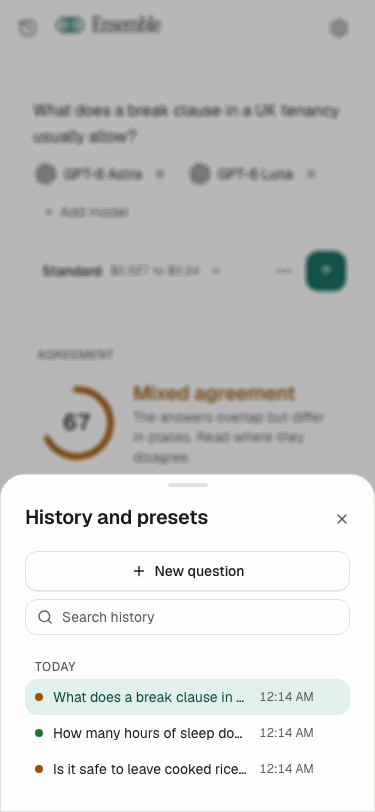 Ensemble
What does a break clause in a UK tenancy
usually allow?
GPT-6 Astra × GPT-6 Luna ×
+ Add model
Standard
AGREEMENT
67
Mixed agreement
The answers overlap but differ
in places. Read where they
disagree.
History and presets
New question
Search history
TODAY
What does a break clause in ... 12:14 AM
How many hours of sleep do... 12:14 AM
Is it safe to leave cooked rice... 12:14 AM